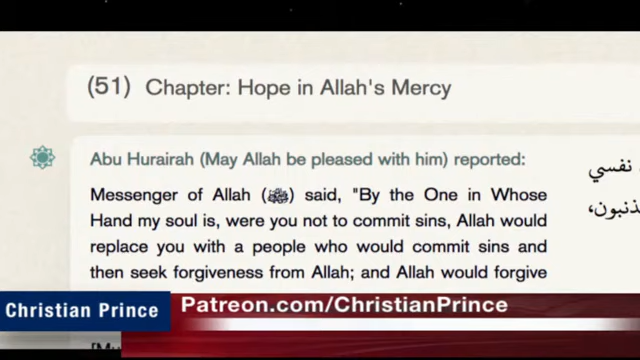 (51) Chapter: Hope in Allah's Mercy
Abu Hurairah (May Allah be pleased with him) reported:
Messenger of Allah (ﷺ) said, "By the One in Whose
Hand my soul is, were you not to commit sins, Allah would
replace you with a people who would commit sins and
then seek forgiveness from Allah; and Allah would forgive
نفسي
Christian Prince
Patreon.com/ChristianPrince